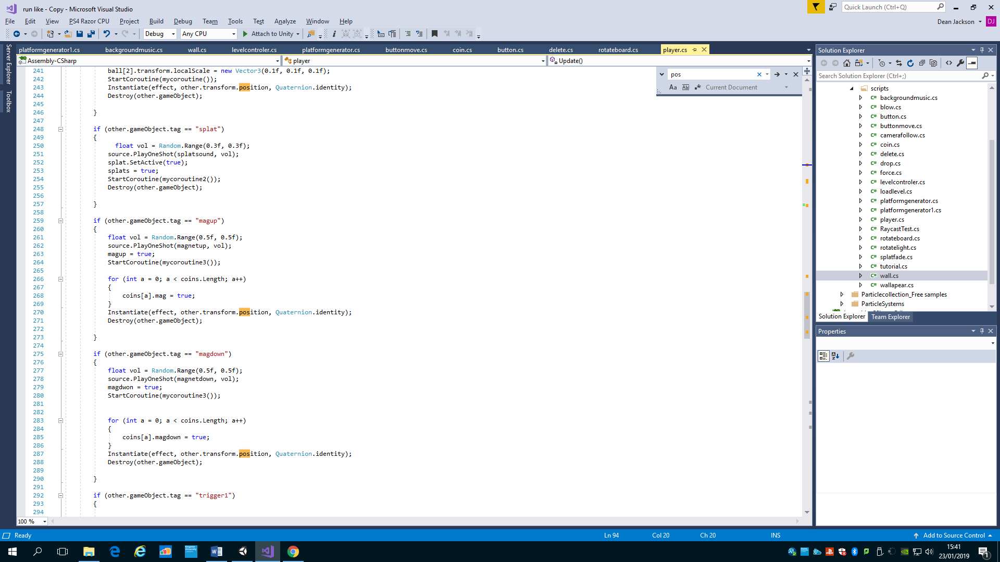 run like - Copy - Microsoft Visual Studio
Quick Launch (Ctrl+Q)
File Edit View PS4 Razor CPU Project Build Debug Team Tools Test Analyze Window Help
Dean Jackson DJ
Debug Any CPU Attach to Unity
Server Explorer
Toolbox
platformgenerator1.cs backgroundmusic.cs wall.cs levelcontroler.cs platformgenerator.cs buttonmove.cs coin.cs button.cs delete.cs rotateboard.cs player.cs
Assembly-CSharp player Update()
pos
Aa Ab Current Document
241 ball[2].transform.localScale = new Vector3(0.1f, 0.1f, 0.1f);
242 StartCoroutine(mycoroutine());
243 Instantiate(effect, other.transform.position, Quaternion.identity);
244 Destroy(other.gameObject);
245
246 }
247
248 if (other.gameObject.tag == "splat")
249 {
250 float vol = Random.Range(0.3f, 0.3f);
251 source.PlayOneShot(splatsound, vol);
252 splat.SetActive(true);
253 splats = true;
254 StartCoroutine(mycoroutine2());
255 Destroy(other.gameObject);
256
257 }
258
259 if (other.gameObject.tag == "magup")
260 {
261 float vol = Random.Range(0.5f, 0.5f);
262 source.PlayOneShot(magnetup, vol);
263 magup = true;
264 StartCoroutine(mycoroutine3());
265
266 for (int a = 0; a < coins.Length; a++)
267 {
268 coins[a].mag = true;
269 }
270 Instantiate(effect, other.transform.position, Quaternion.identity);
271 Destroy(other.gameObject);
272
273 }
274
275 if (other.gameObject.tag == "magdown")
276 {
277 float vol = Random.Range(0.5f, 0.5f);
278 source.PlayOneShot(magnetdown, vol);
279 magdwon = true;
280 StartCoroutine(mycoroutine3());
281
282
283 for (int a = 0; a < coins.Length; a++)
284 {
285 coins[a].magdown = true;
286 }
287 Instantiate(effect, other.transform.position, Quaternion.identity);
288 Destroy(other.gameObject);
289
290 }
291
292 if (other.gameObject.tag == "trigger1")
293 {
294
100 %
Solution Explorer
Search Solution Explorer (Ctrl+;)
scripts
C# backgroundmusic.cs
C# blow.cs
C# button.cs
C# buttonmove.cs
C# camerafollow.cs
C# coin.cs
C# delete.cs
C# drop.cs
C# force.cs
C# levelcontroler.cs
C# loadlevel.cs
C# platformgenerator.cs
C# platformgenerator1.cs
C# player.cs
C# RaycastTest.cs
C# rotateboard.cs
C# rotatelight.cs
C# splatfade.cs
C# tutorial.cs
C# wall.cs
C# wallapear.cs
Particlecollection_Free samples
ParticleSystems
Solution Explorer Team Explorer
Properties
Ready Ln 94 Col 20 Ch 20 INS Add to Source Control
15:41
23/01/2019
1